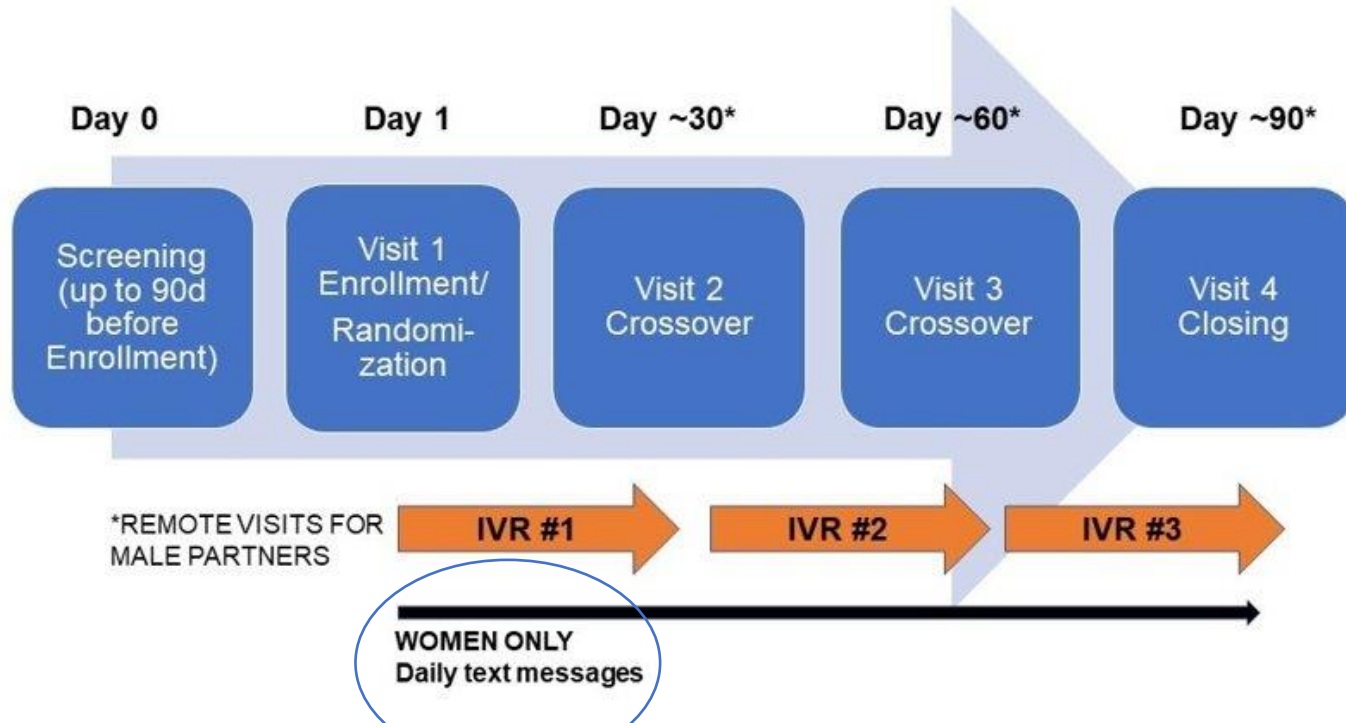 Day 0
Day 1
Day ~30*
Day ~60*
Day ~90*
Screening
(up to 90d
before
Enrollment)
Visit 1
Enrollment/
Randomi-
zation
Visit 2
Crossover
Visit 3
Crossover
Visit 4
Closing
*REMOTE VISITS FOR
MALE PARTNERS
IVR #1
IVR #2
IVR #3
WOMEN ONLY
Daily text messages